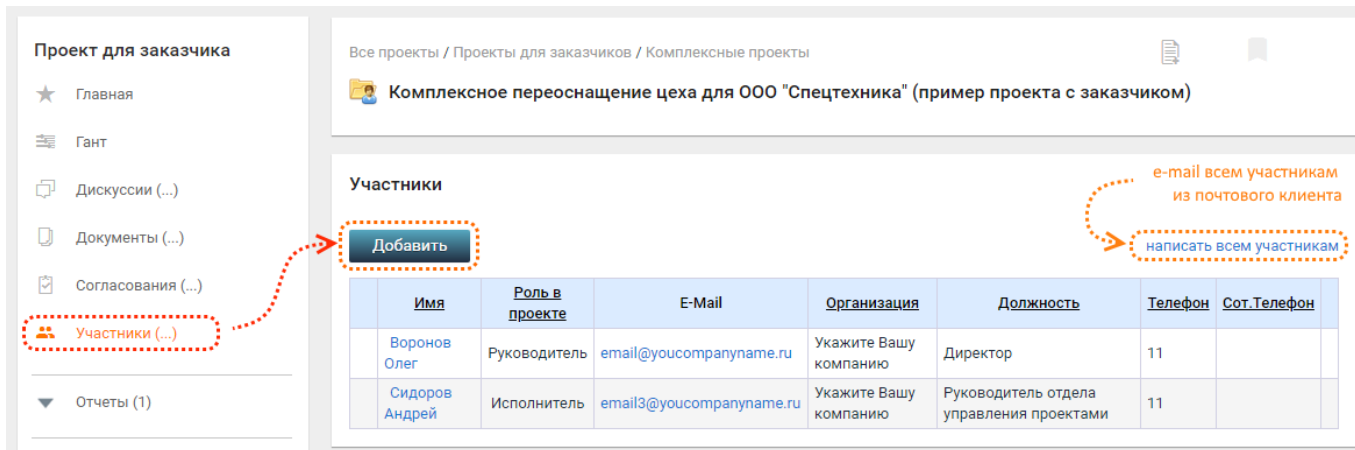 Проект для заказчика
Главная
Гант
Дискуссии (...)
Документы (...)
Согласования (...)
Участники (...)
Отчеты (1)
Все проекты / Проекты для заказчиков / Комплексные проекты
Комплексное переоснащение цеха для ООО "Спецтехника" (пример проекта с заказчиком)
Участники
e-mail всем участникам
из почтового клиента
Добавить
написать всем участникам
Имя
Роль в
проекте
E-Mail
Организация
Должность
Телефон
Сот.Телефон
Воронов
Олег
Руководитель
email@youcompanyname.ru
Укажите Вашу
компанию
Директор
11
Сидоров
Андрей
Исполнитель
email3@youcompanyname.ru
Укажите Вашу
компанию
Руководитель отдела
управления проектами
11